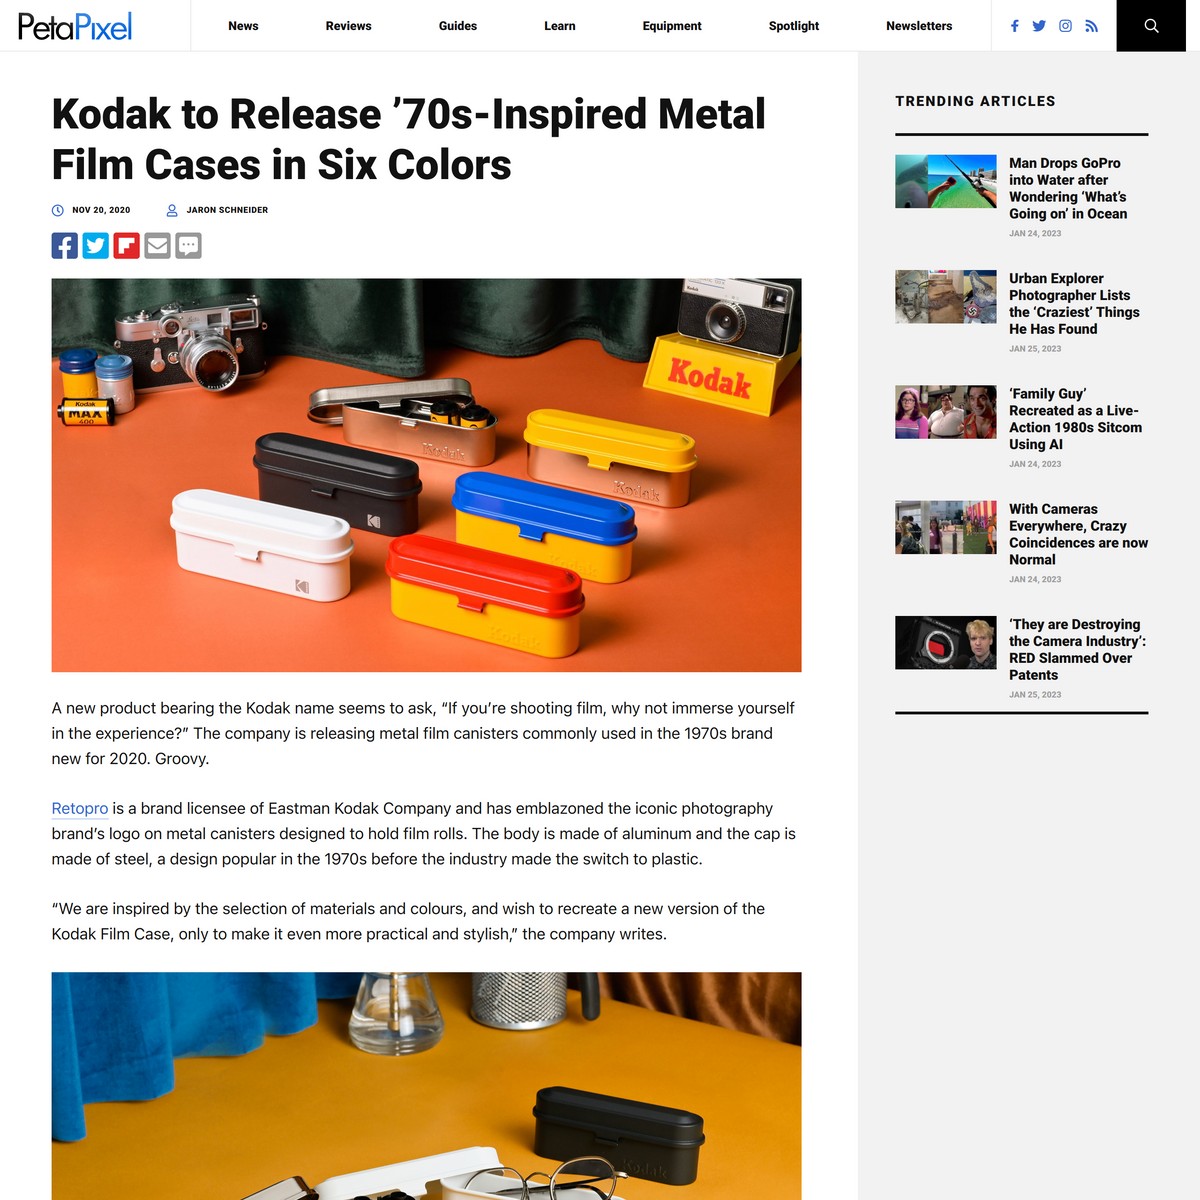 PetaPixel
News
Reviews
Guides
Learn
Equipment
Spotlight
Newsletters
Kodak to Release ’70s-Inspired Metal
Film Cases in Six Colors
NOV 20, 2020
JARON SCHNEIDER
Kodak
Kodak
Kodak
MAX
400
Kodak
Kodak
Kodak
Kodak
A new product bearing the Kodak name seems to ask, “If you’re shooting film, why not immerse yourself
in the experience?” The company is releasing metal film canisters commonly used in the 1970s brand
new for 2020. Groovy.
Retopro is a brand licensee of Eastman Kodak Company and has emblazoned the iconic photography
brand’s logo on metal canisters designed to hold film rolls. The body is made of aluminum and the cap is
made of steel, a design popular in the 1970s before the industry made the switch to plastic.
“We are inspired by the selection of materials and colours, and wish to recreate a new version of the
Kodak Film Case, only to make it even more practical and stylish,” the company writes.
Kodak
TRENDING ARTICLES
Man Drops GoPro
into Water after
Wondering ‘What’s
Going on’ in Ocean
JAN 24, 2023
Urban Explorer
Photographer Lists
the ‘Craziest’ Things
He Has Found
JAN 25, 2023
‘Family Guy’
Recreated as a Live-
Action 1980s Sitcom
Using AI
JAN 24, 2023
With Cameras
Everywhere, Crazy
Coincidences are now
Normal
JAN 24, 2023
‘They are Destroying
the Camera Industry’:
RED Slammed Over
Patents
JAN 25, 2023